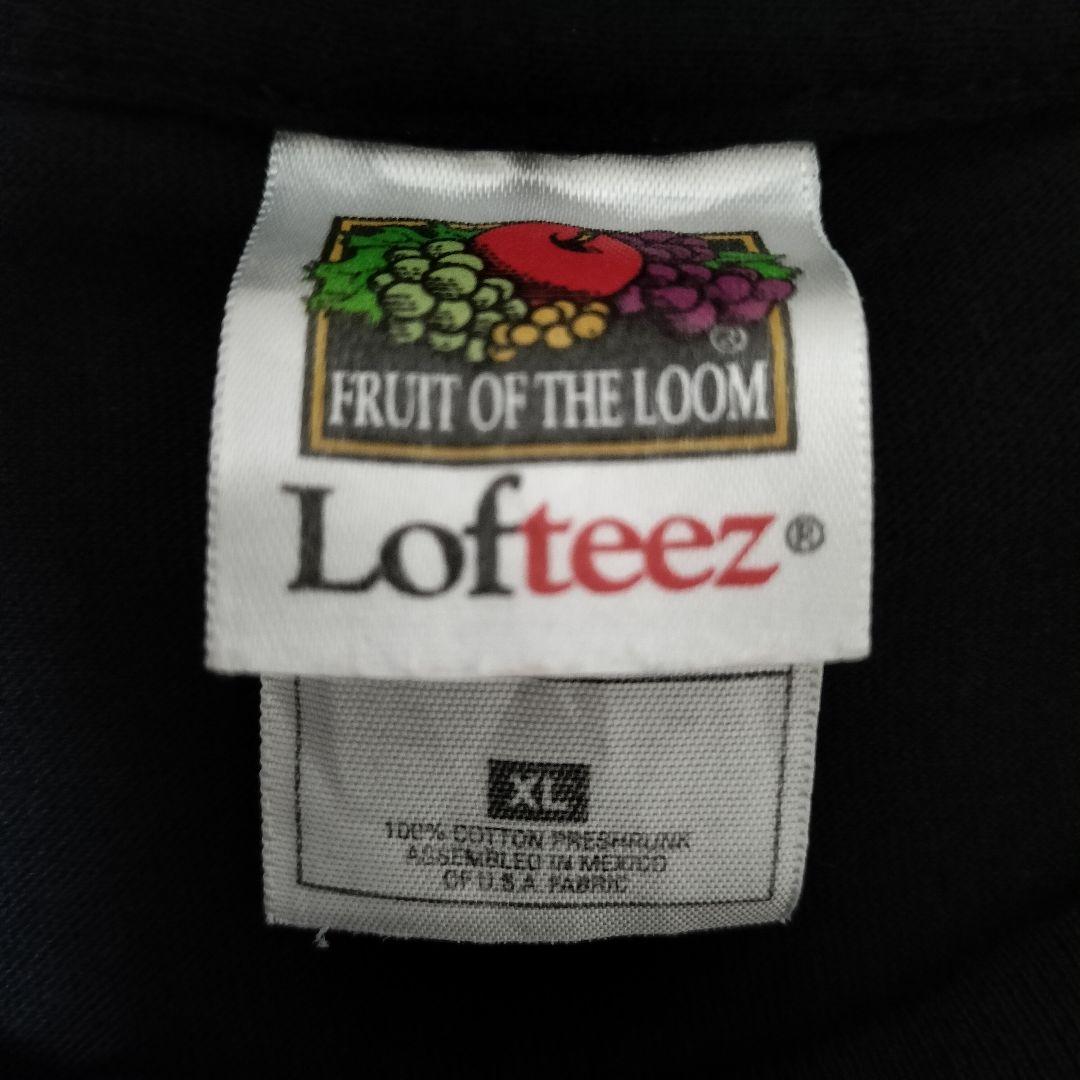 ®
FRUIT OF THE LOOM
Lofteez®
XL
100% COTTON PRESHRUNK
ASSEMBLED IN MEXICO
OF U.S.A. FABRIC